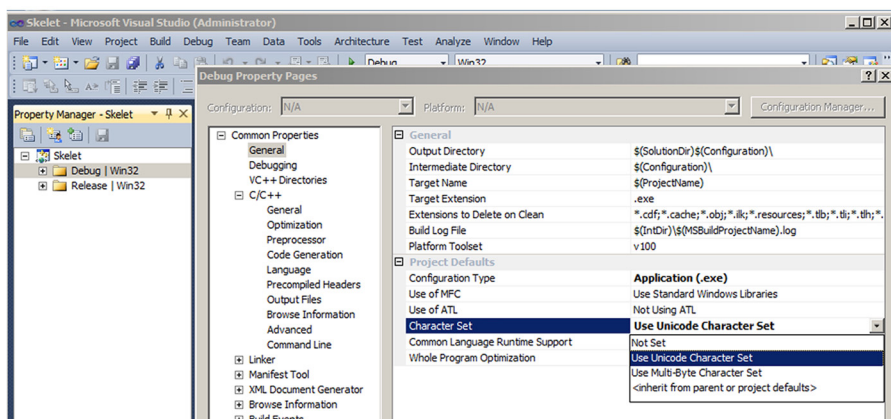 Skelet - Microsoft Visual Studio (Administrator)
File Edit View Project Build Debug Team Data Tools Architecture Test Analyze Window Help
Debug Win32
Debug Property Pages
Property Manager - Skelet
Skelet
Debug | Win32
Release | Win32
Configuration: N/A Platform: N/A Configuration Manager...
Common Properties
General
Debugging
VC++ Directories
C/C++
General
Optimization
Preprocessor
Code Generation
Language
Precompiled Headers
Output Files
Browse Information
Advanced
Command Line
Linker
Manifest Tool
XML Document Generator
Browse Information
Build Events
General
Output Directory $(SolutionDir)$(Configuration)\
Intermediate Directory $(Configuration)\
Target Name $(ProjectName)
Target Extension .exe
Extensions to Delete on Clean *.cdf;*.cache;*.obj;*.ilk;*.resources;*.tlb;*.tli;*.tlh;*.
Build Log File $(IntDir)\$(MSBuildProjectName).log
Platform Toolset v100
Project Defaults
Configuration Type Application (.exe)
Use of MFC Use Standard Windows Libraries
Use of ATL Not Using ATL
Character Set Use Unicode Character Set
Common Language Runtime Support Not Set
Whole Program Optimization Use Unicode Character Set
Use Multi-Byte Character Set
<inherit from parent or project defaults>